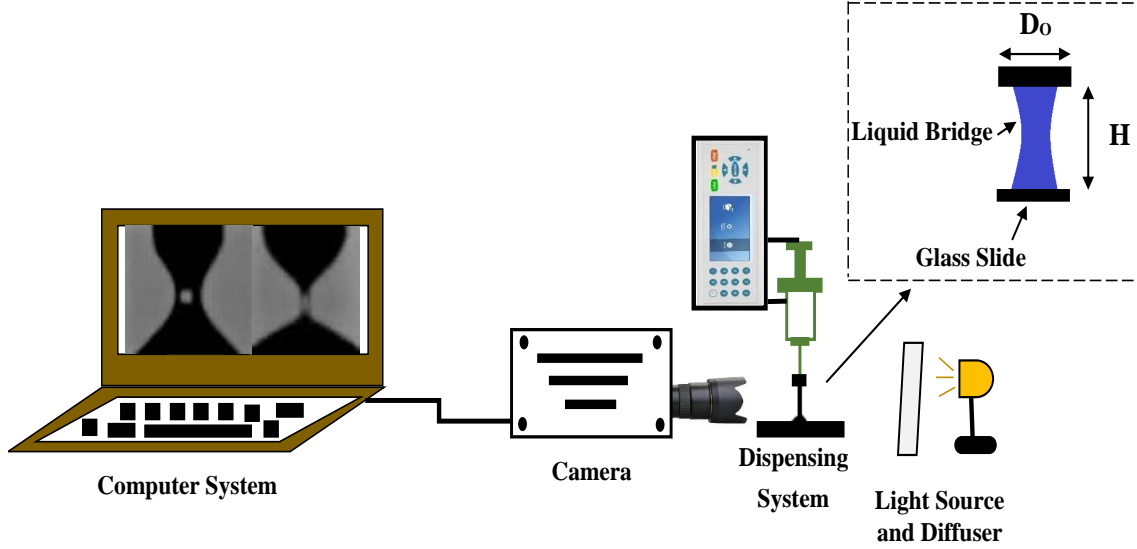 Dₒ
Liquid Bridge
H
Glass Slide
Computer System
Camera
Dispensing
System
Light Source
and Diffuser